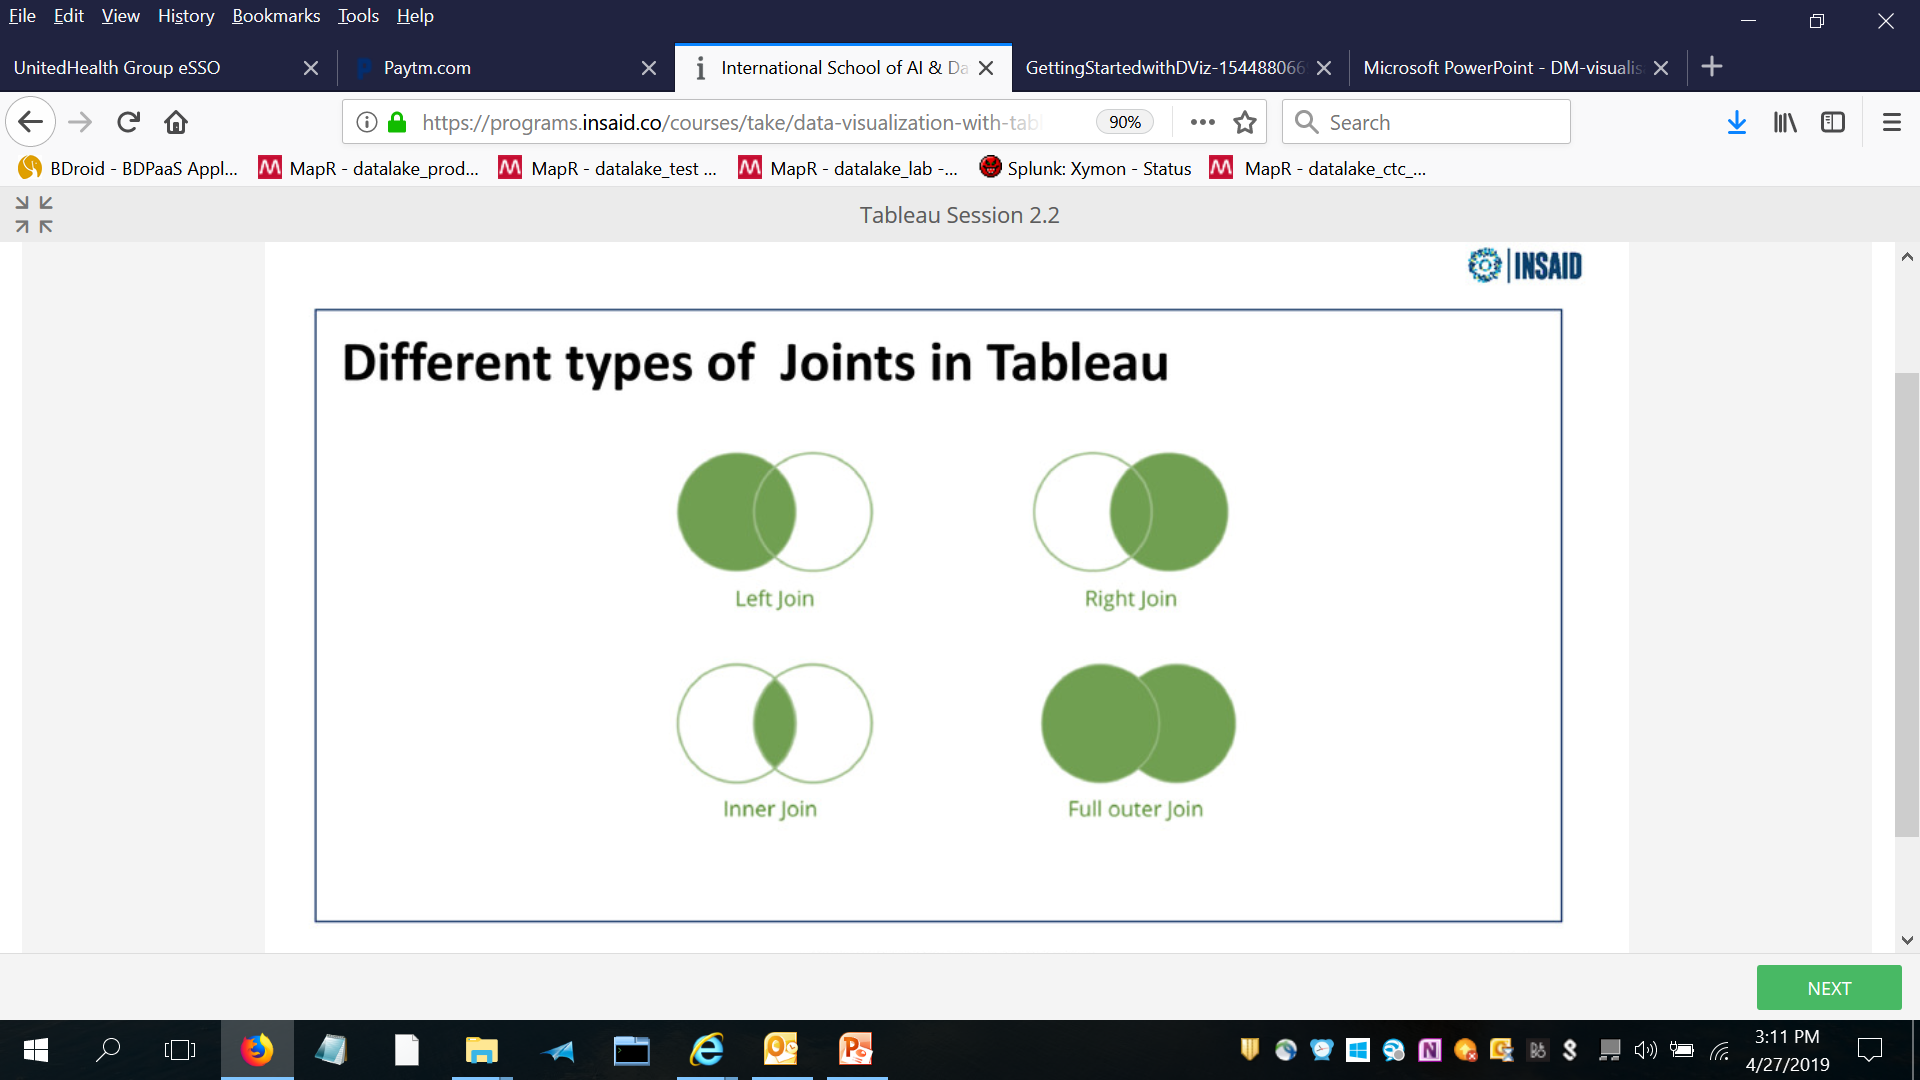 File Edit View History Bookmarks Tools Help
UnitedHealth Group eSSO
Paytm.com
International School of AI & Da
GettingStartedwithDViz-154488066
Microsoft PowerPoint - DM-visualis
https://programs.insaid.co/courses/take/data-visualization-with-tabl
90%
Search
BDroid - BDPaaS Appl...
MapR - datalake_prod...
MapR - datalake_test ...
MapR - datalake_lab -...
Splunk: Xymon - Status
MapR - datalake_ctc_...
Tableau Session 2.2
INSAID
Different types of Joints in Tableau
Left Join
Right Join
Inner Join
Full outer Join
NEXT
3:11 PM
4/27/2019